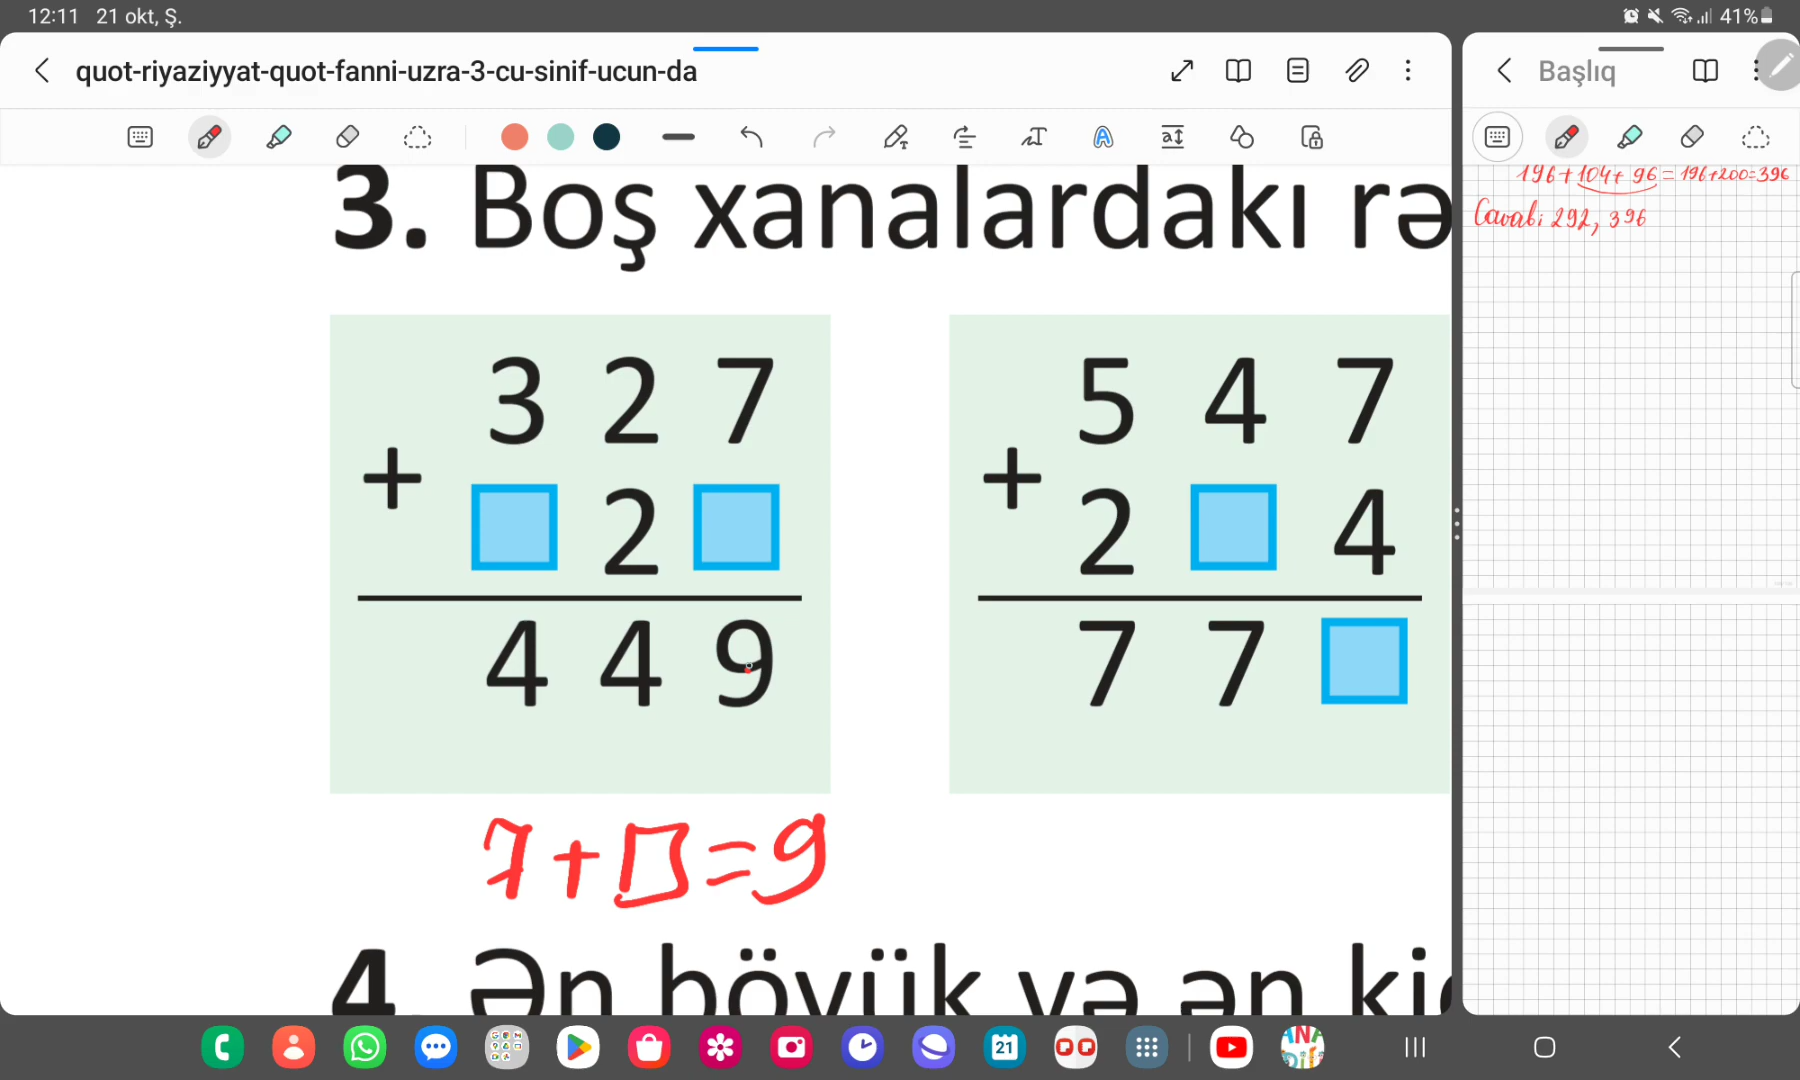 12:11 21 okt, Ş.
41%
quot-riyaziyyat-quot-fanni-uzra-3-cu-sinif-ucun-da
3. Boş xanalardakı rə
3 2 7
+ □ 2 □
4 4 9
5 4 7
+ 2 □ 4
7 7 □
7 + □ = 9
4 Ən böyük və ən kiç
Başlıq
196+104+96=196+200=396
Cavab: 292, 396
21